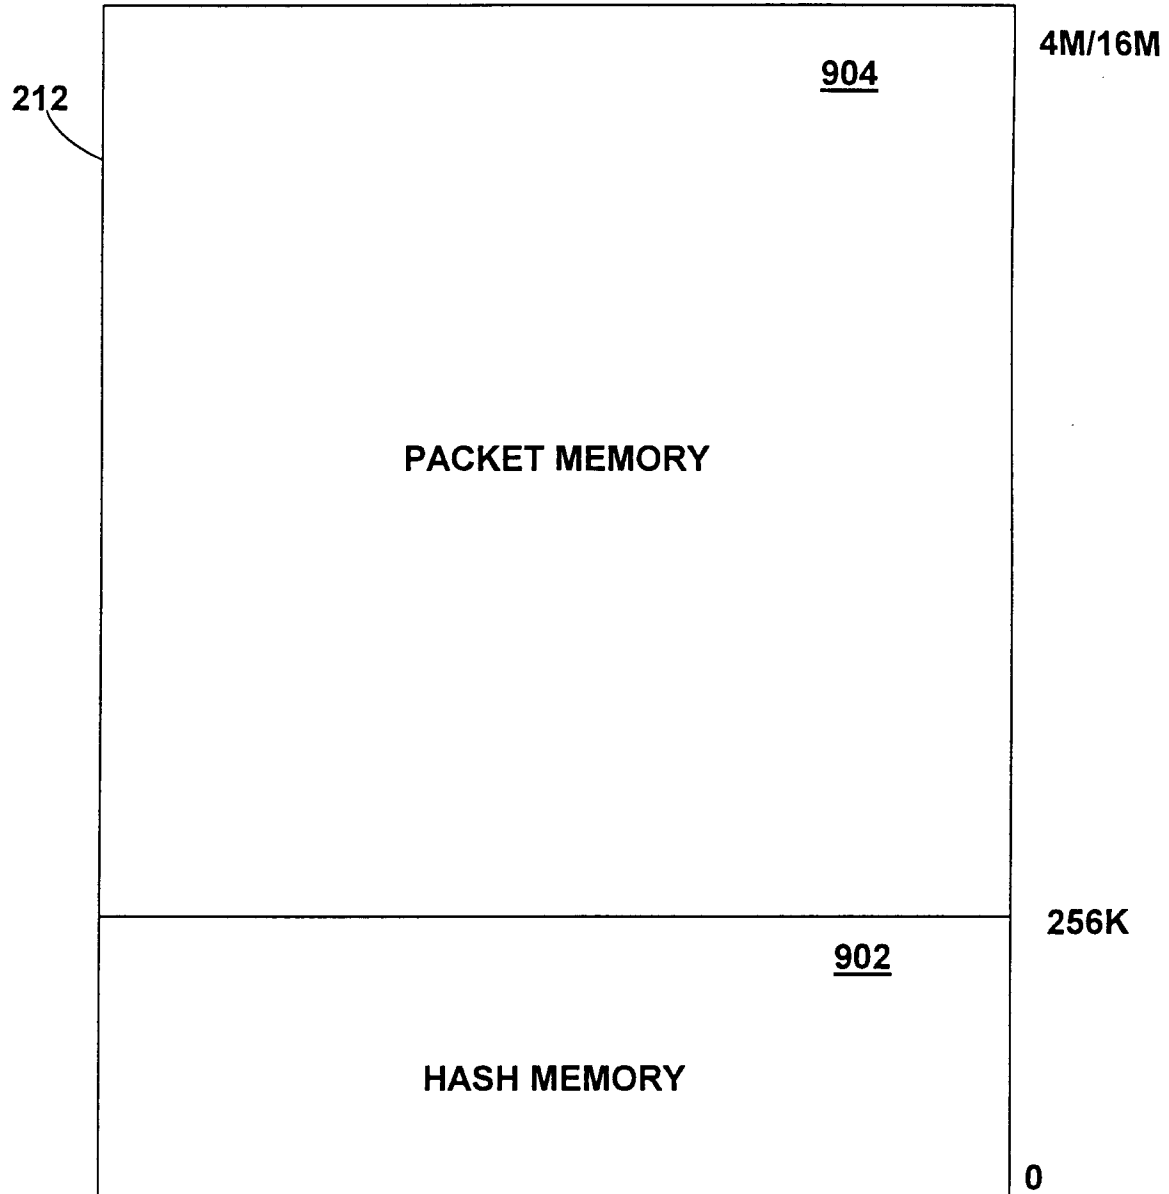 4M/16M
904
212
PACKET MEMORY
256K
902
HASH MEMORY
0